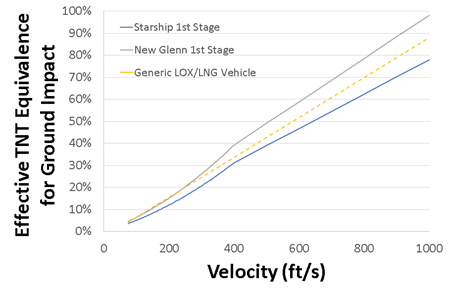 Effective TNT Equivalence
for Ground Impact
100%
90%
80%
70%
60%
50%
40%
30%
20%
10%
0%
Starship 1st Stage
New Glenn 1st Stage
Generic LOX/LNG Vehicle
0 200 400 600 800 1000
Velocity (ft/s)